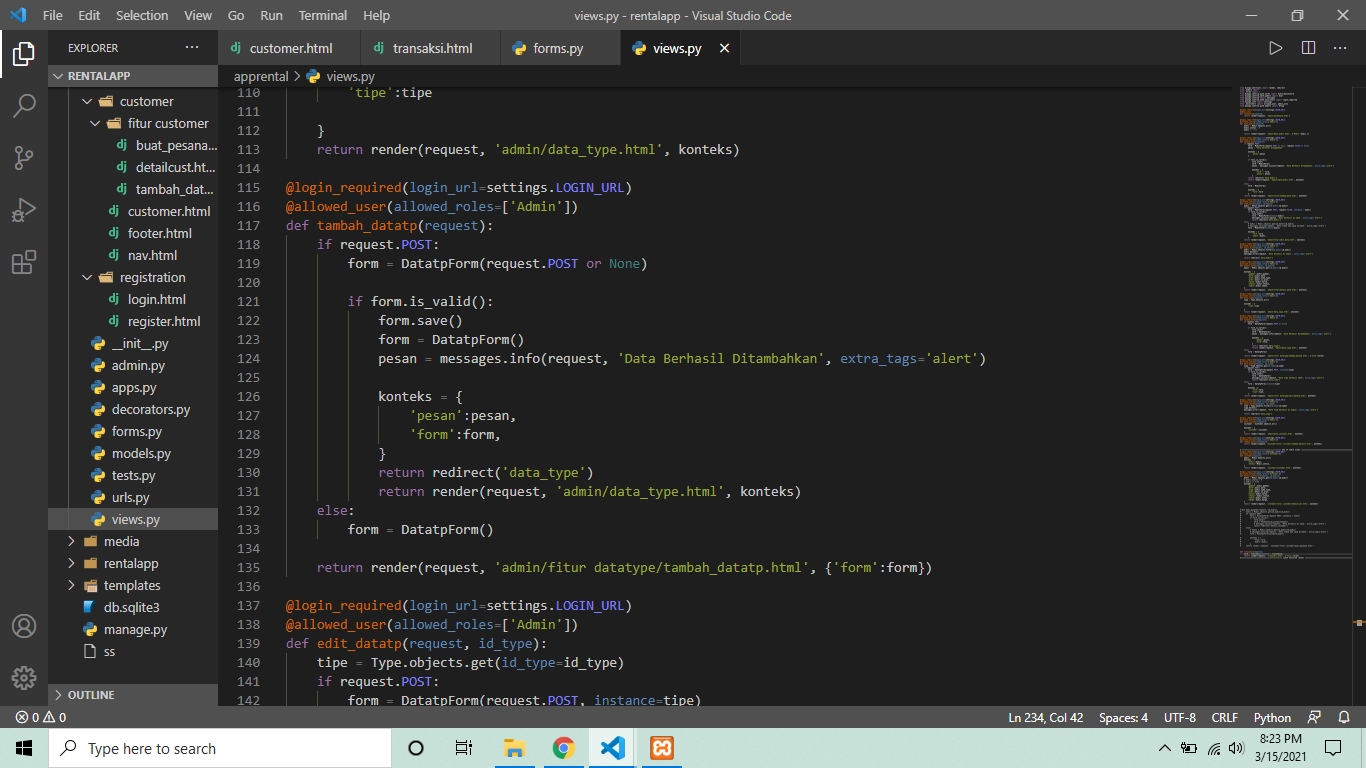 File Edit Selection View Go Run Terminal Help
views.py - rentalapp - Visual Studio Code
EXPLORER
RENTALAPP
customer
fitur customer
buat_pesana...
detailcust.ht...
tambah_dat...
customer.html
footer.html
nav.html
registration
login.html
register.html
__init__.py
admin.py
apps.py
decorators.py
forms.py
models.py
tests.py
urls.py
views.py
media
rentalapp
templates
db.sqlite3
manage.py
ss
OUTLINE
dj customer.html dj transaksi.html forms.py views.py
apprental > views.py
110 'tipe':tipe
111
112 }
113 return render(request, 'admin/data_type.html', konteks)
114
115 @login_required(login_url=settings.LOGIN_URL)
116 @allowed_user(allowed_roles=['Admin'])
117 def tambah_datatp(request):
118 if request.POST:
119 form = DatatpForm(request.POST or None)
120
121 if form.is_valid():
122 form.save()
123 form = DatatpForm()
124 pesan = messages.info(request, 'Data Berhasil Ditambahkan', extra_tags='alert')
125
126 konteks = {
127 'pesan':pesan,
128 'form':form,
129 }
130 return redirect('data_type')
131 return render(request, 'admin/data_type.html', konteks)
132 else:
133 form = DatatpForm()
134
135 return render(request, 'admin/fitur datatype/tambah_datatp.html', {'form':form})
136
137 @login_required(login_url=settings.LOGIN_URL)
138 @allowed_user(allowed_roles=['Admin'])
139 def edit_datatp(request, id_type):
140 tipe = Type.objects.get(id_type=id_type)
141 if request.POST:
142 form = DatatpForm(request.POST, instance=tipe)
0 0 Ln 234, Col 42 Spaces: 4 UTF-8 CRLF Python
Type here to search
8:23 PM
3/15/2021